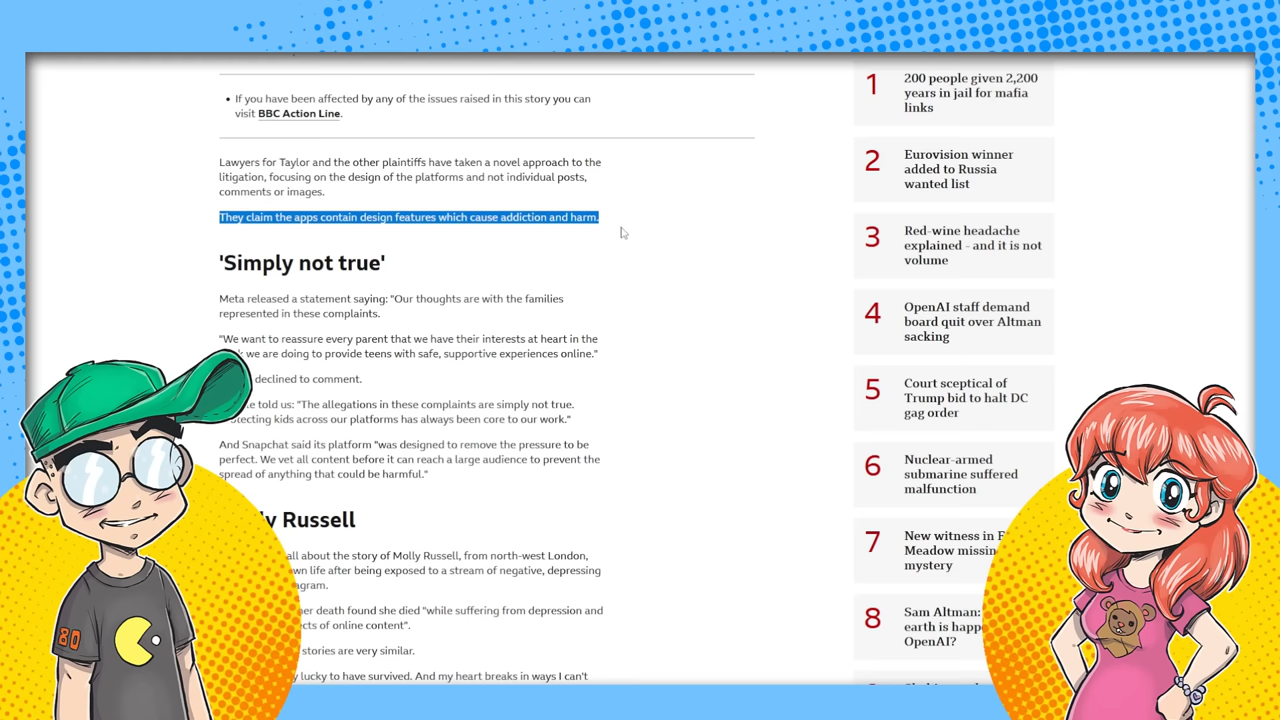 If you have been affected by any of the issues raised in this story you can
visit BBC Action Line.
Lawyers for Taylor and the other plaintiffs have taken a novel approach to the
litigation, focusing on the design of the platforms and not individual posts,
comments or images.
They claim the apps contain design features which cause addiction and harm.
'Simply not true'
Meta released a statement saying: "Our thoughts are with the families
represented in these complaints.
"We want to reassure every parent that we have their interests at heart in the
we are doing to provide teens with safe, supportive experiences online."
declined to comment.
told us: "The allegations in these complaints are simply not true.
kids across our platforms has always been core to our work."
And Snapchat said its platform "was designed to remove the pressure to be
perfect. We vet all content before it can reach a large audience to prevent the
spread of anything that could be harmful."
Russell
all about the story of Molly Russell, from north-west London,
life after being exposed to a stream of negative, depressing
death found she died "while suffering from depression and
of online content".
stories are very similar.
lucky to have survived. And my heart breaks in ways I can't
1
200 people given 2,200
years in jail for mafia
links
2
Eurovision winner
added to Russia
wanted list
3
Red-wine headache
explained - and it is not
volume
4
OpenAI staff demand
board quit over Altman
sacking
5
Court sceptical of
Trump bid to halt DC
gag order
6
Nuclear-armed
submarine suffered
malfunction
7
New witness in
Meadow
mystery
8
Sam Altman:
earth is
OpenAI?
80